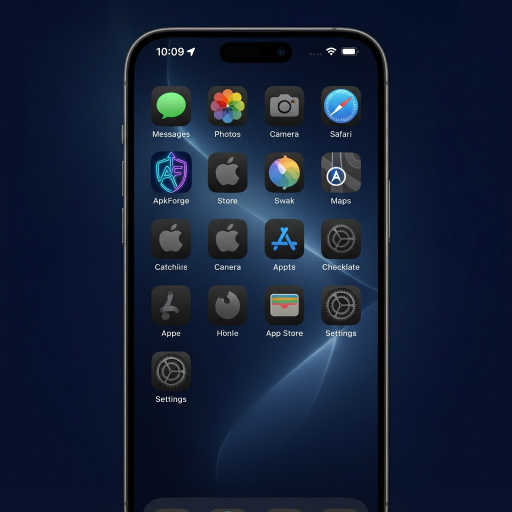 10:09
Messages Photos Camera Safari
ApkForge Store Swak Maps
Catchiire Canera Appts Checklate
Appe Honle App Store Settings
Settings